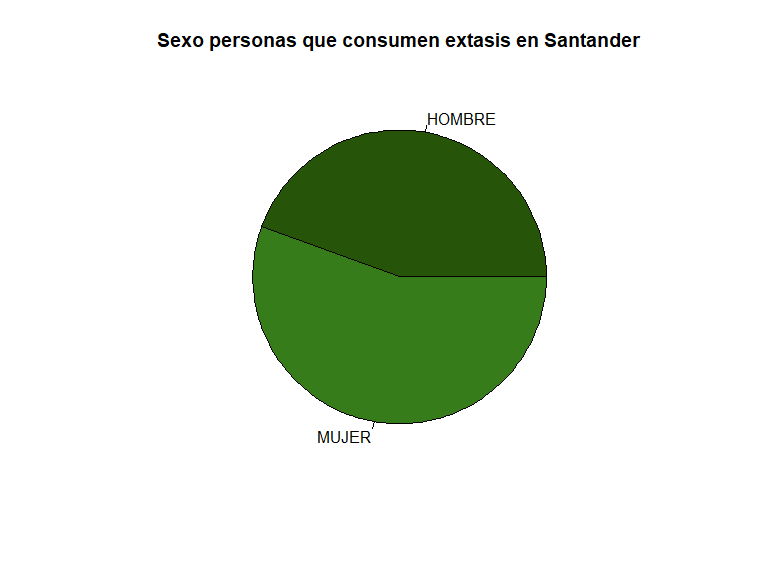 Sexo personas que consumen extasis en Santander
HOMBRE
MUJER